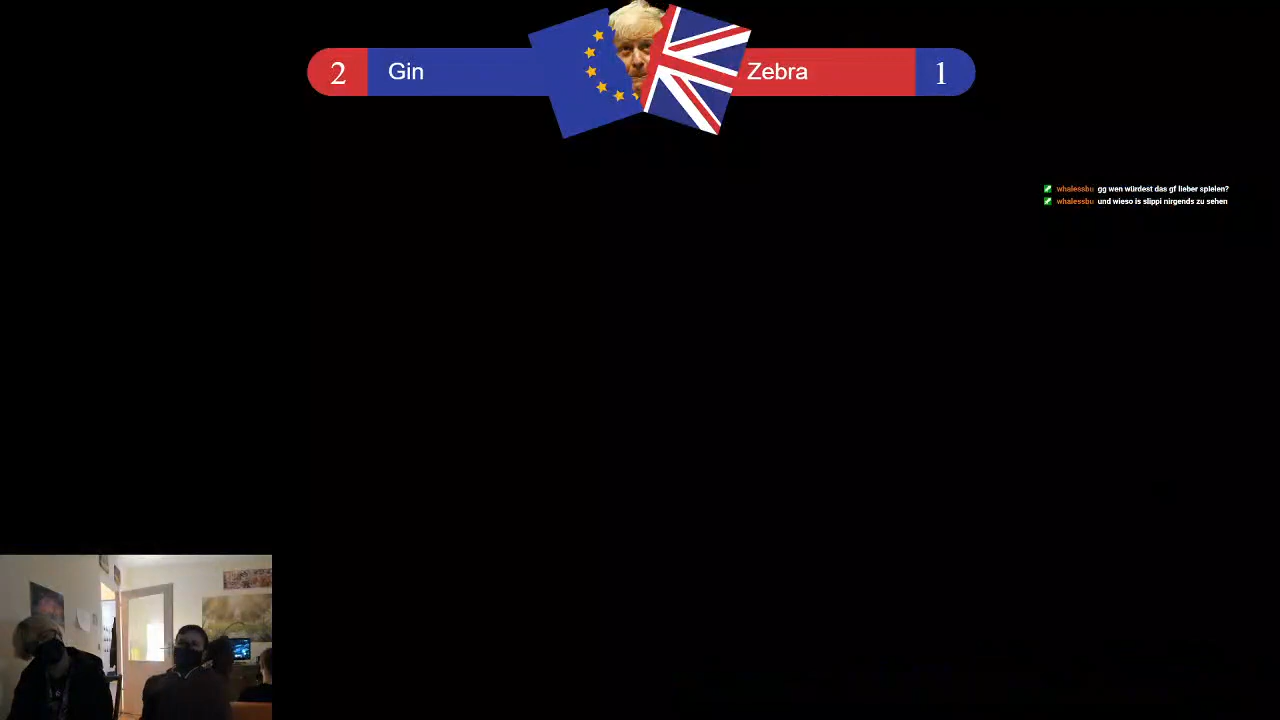 2 Gin Zebra 1
whalessbu gg wen würdest das gf lieber spielen?
whalessbu und wieso is slippi nirgends zu sehen